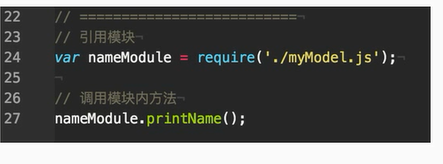 22 // ==========================¬
23 // 引用模块¬
24 var nameModule = require('./myModel.js');¬
25 ¬
26 // 调用模块内方法¬
27 nameModule.printName();